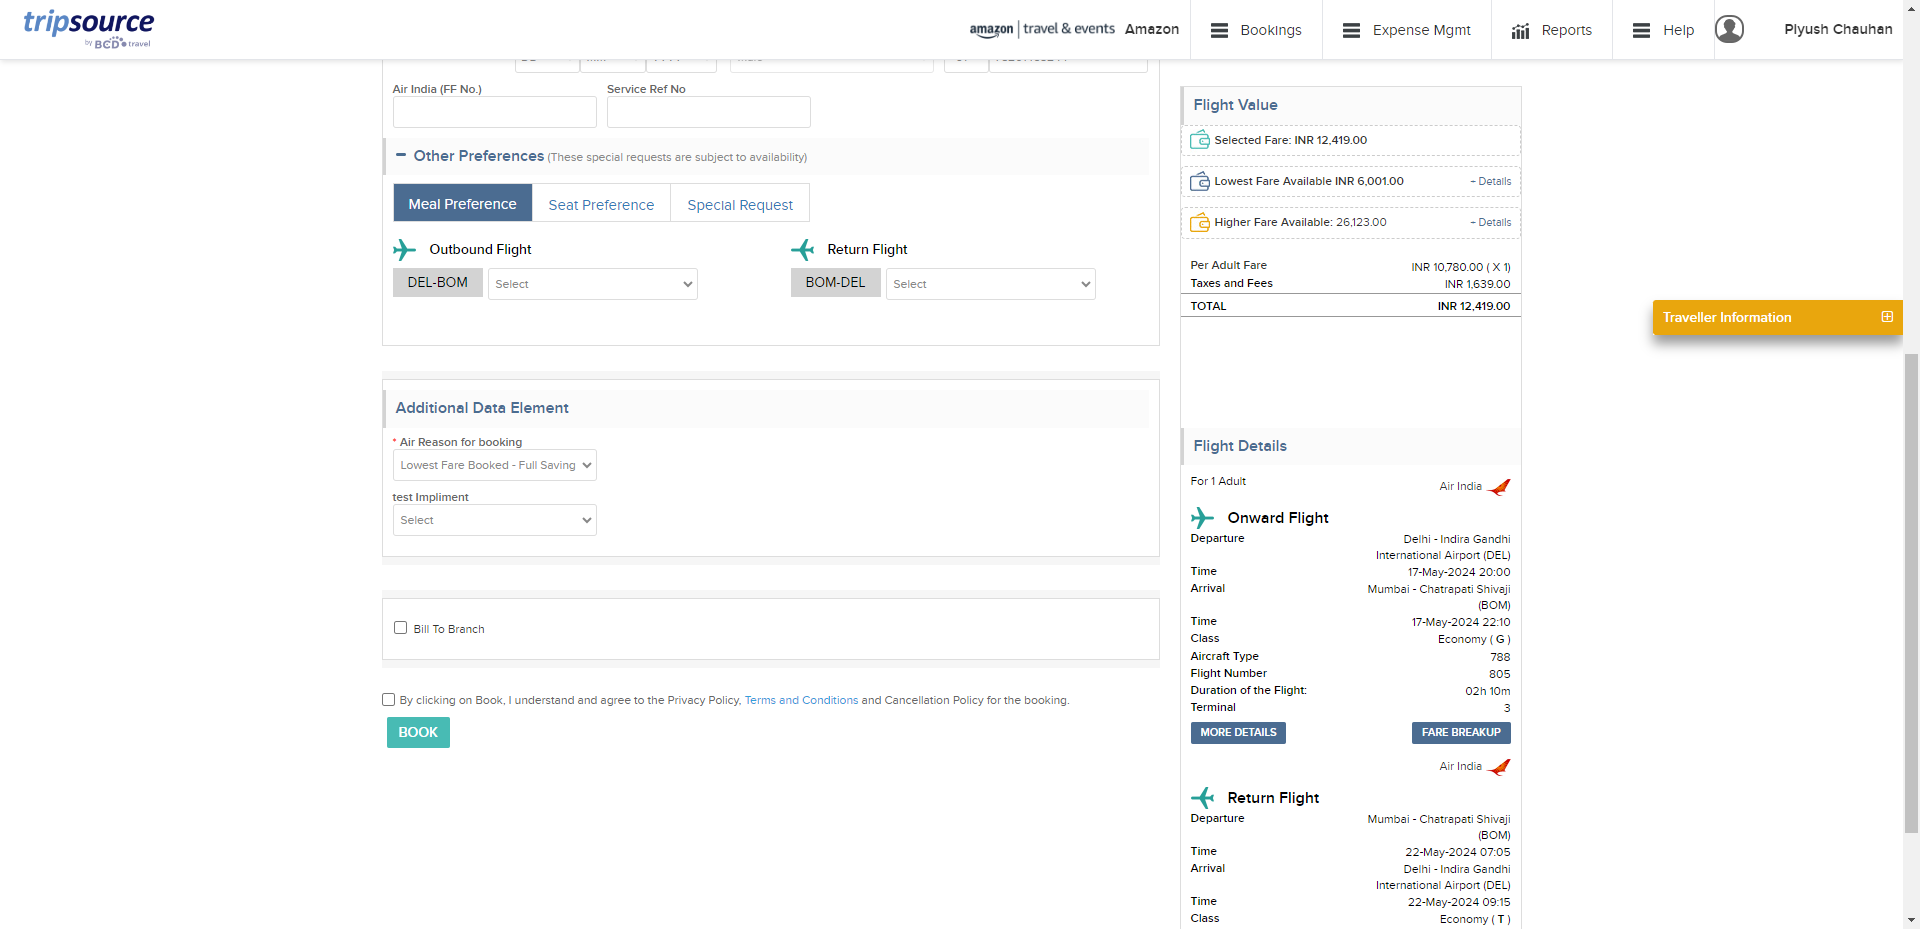 tripsource
by BCD travel
amazon | travel & events Amazon
Bookings
Expense Mgmt
Reports
Help
Piyush Chauhan
Air India (FF No.)
Service Ref No
Other Preferences (These special requests are subject to availability)
Meal Preference
Seat Preference
Special Request
Outbound Flight
Return Flight
DEL-BOM
Select
BOM-DEL
Select
Additional Data Element
* Air Reason for booking
Lowest Fare Booked - Full Saving
test Impliment
Select
Bill To Branch
By clicking on Book, I understand and agree to the Privacy Policy, Terms and Conditions and Cancellation Policy for the booking.
BOOK
Flight Value
Selected Fare: INR 12,419.00
Lowest Fare Available INR 6,001.00
- Details
Higher Fare Available: 26,123.00
- Details
Per Adult Fare
INR 10,780.00 ( X 1)
Taxes and Fees
INR 1,639.00
TOTAL
INR 12,419.00
Traveller Information
Flight Details
For 1 Adult
Air India
Onward Flight
Departure
Delhi - Indira Gandhi
International Airport (DEL)
Time
17-May-2024 20:00
Arrival
Mumbai - Chatrapati Shivaji
(BOM)
Time
17-May-2024 22:10
Class
Economy ( G )
Aircraft Type
788
Flight Number
805
Duration of the Flight:
02h 10m
Terminal
3
MORE DETAILS
FARE BREAKUP
Air India
Return Flight
Departure
Mumbai - Chatrapati Shivaji
(BOM)
Time
22-May-2024 07:05
Arrival
Delhi - Indira Gandhi
International Airport (DEL)
Time
22-May-2024 09:15
Class
Economy ( T )